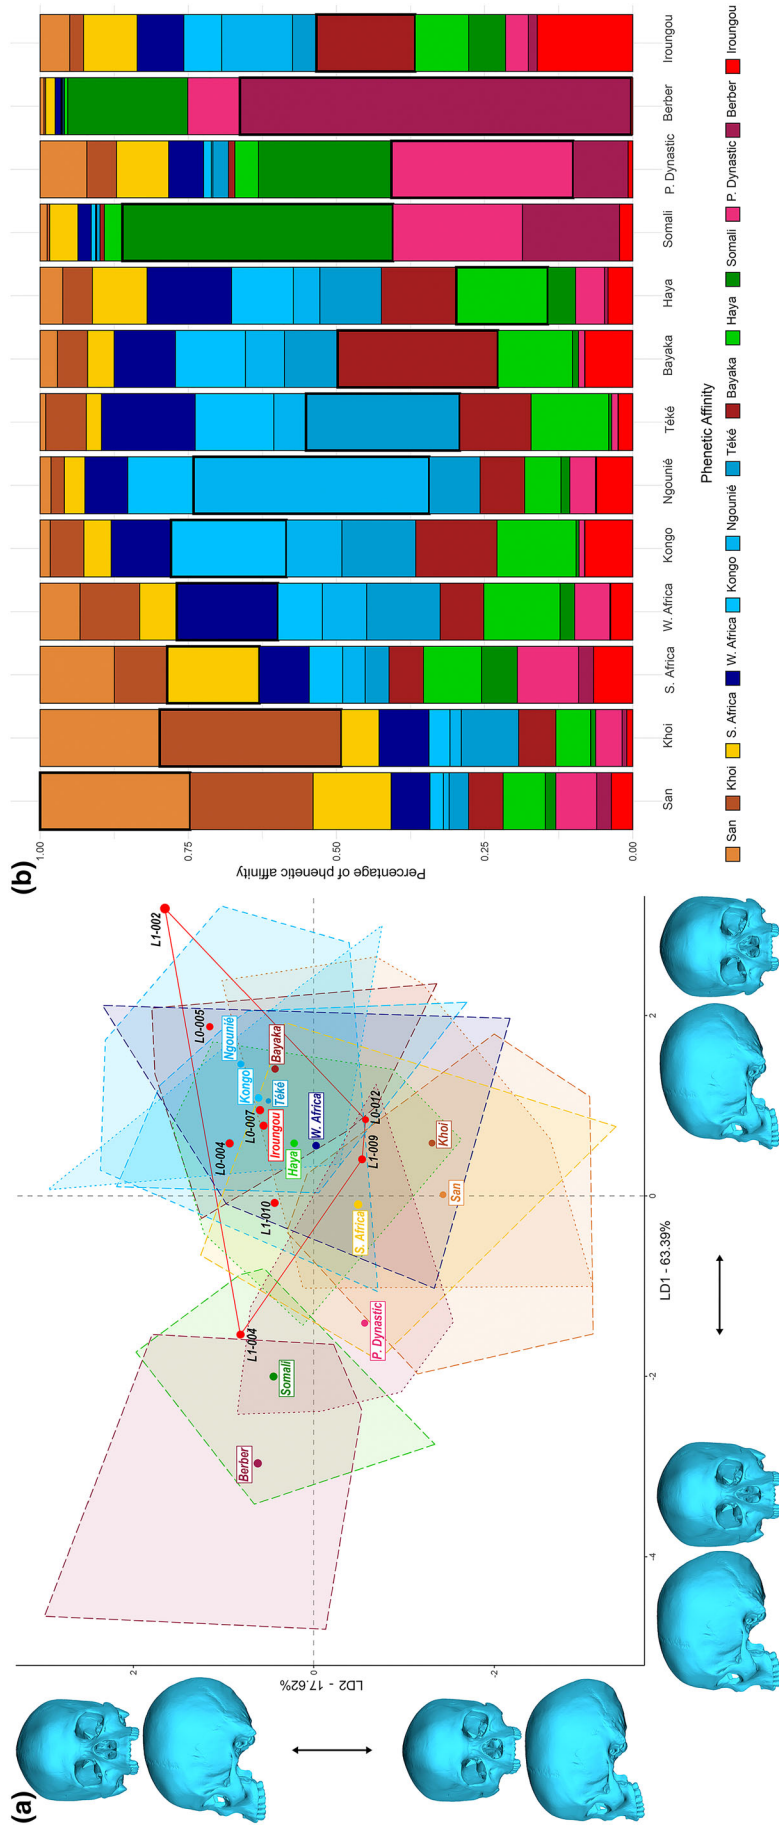 (a)
2
0
-2
LD2 - 17.62%
-4
-2
0
2
LD1 - 63.39%
L1-002
L0-005
Ngounié
Kongo
Bayaka
Téké
L0-007
L0-004
Iroungou
Haya
W. Africa
L0-012
L1-009
L1-010
Khoi
San
S. Africa
P. Dynastic
L1-004
Somali
Berber
(b)
Percentage of phenetic affinity
1.00
0.75
0.50
0.25
0.00
San
Khoi
S. Africa
W. Africa
Kongo
Ngounié
Téké
Bayaka
Haya
Somali
P. Dynastic
Berber
Iroungou
Phenetic Affinity
San Khoi S. Africa W. Africa Kongo Ngounié Téké Bayaka Haya Somali P. Dynastic Berber Iroungou